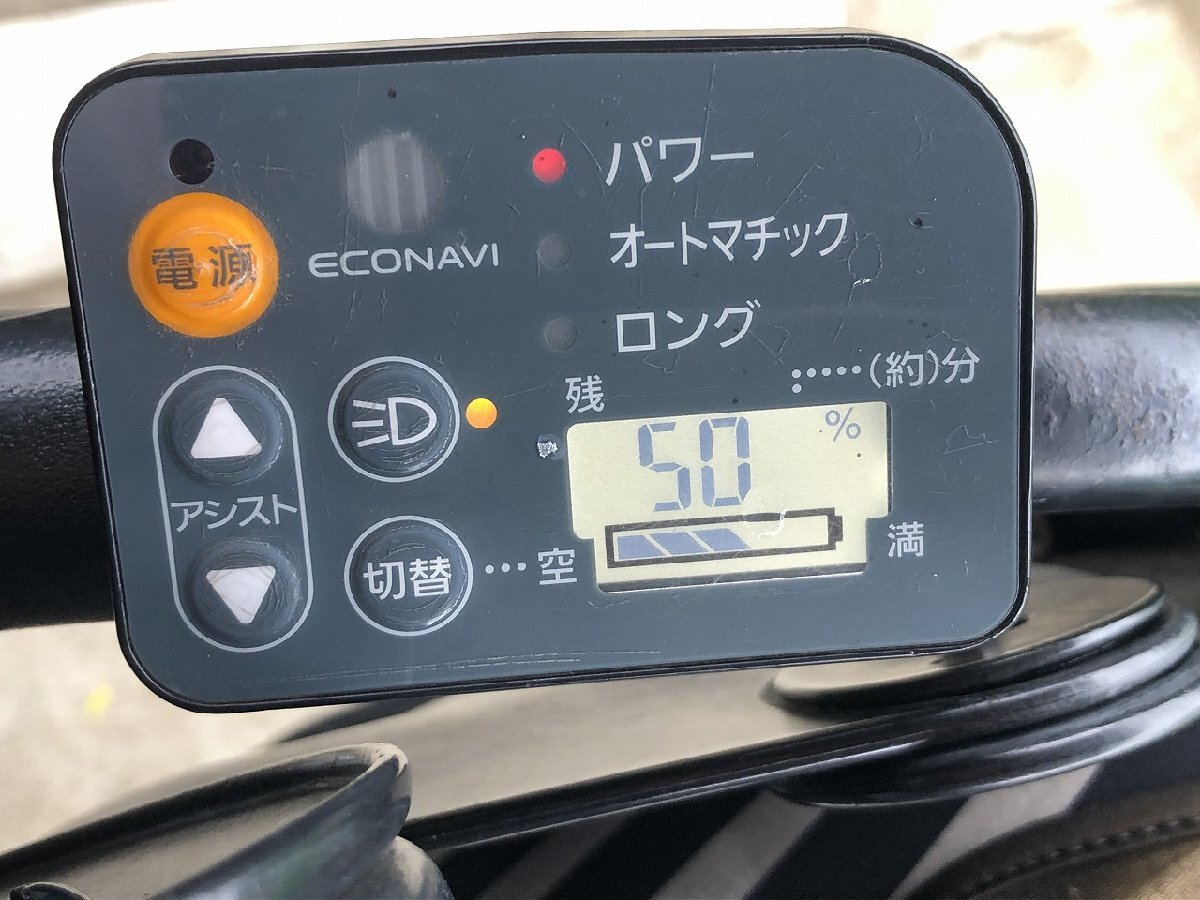 パワー
電源
ECONAVI
オートマチック
ロング
残
(約)分
50 %
アシスト
切替
空
満